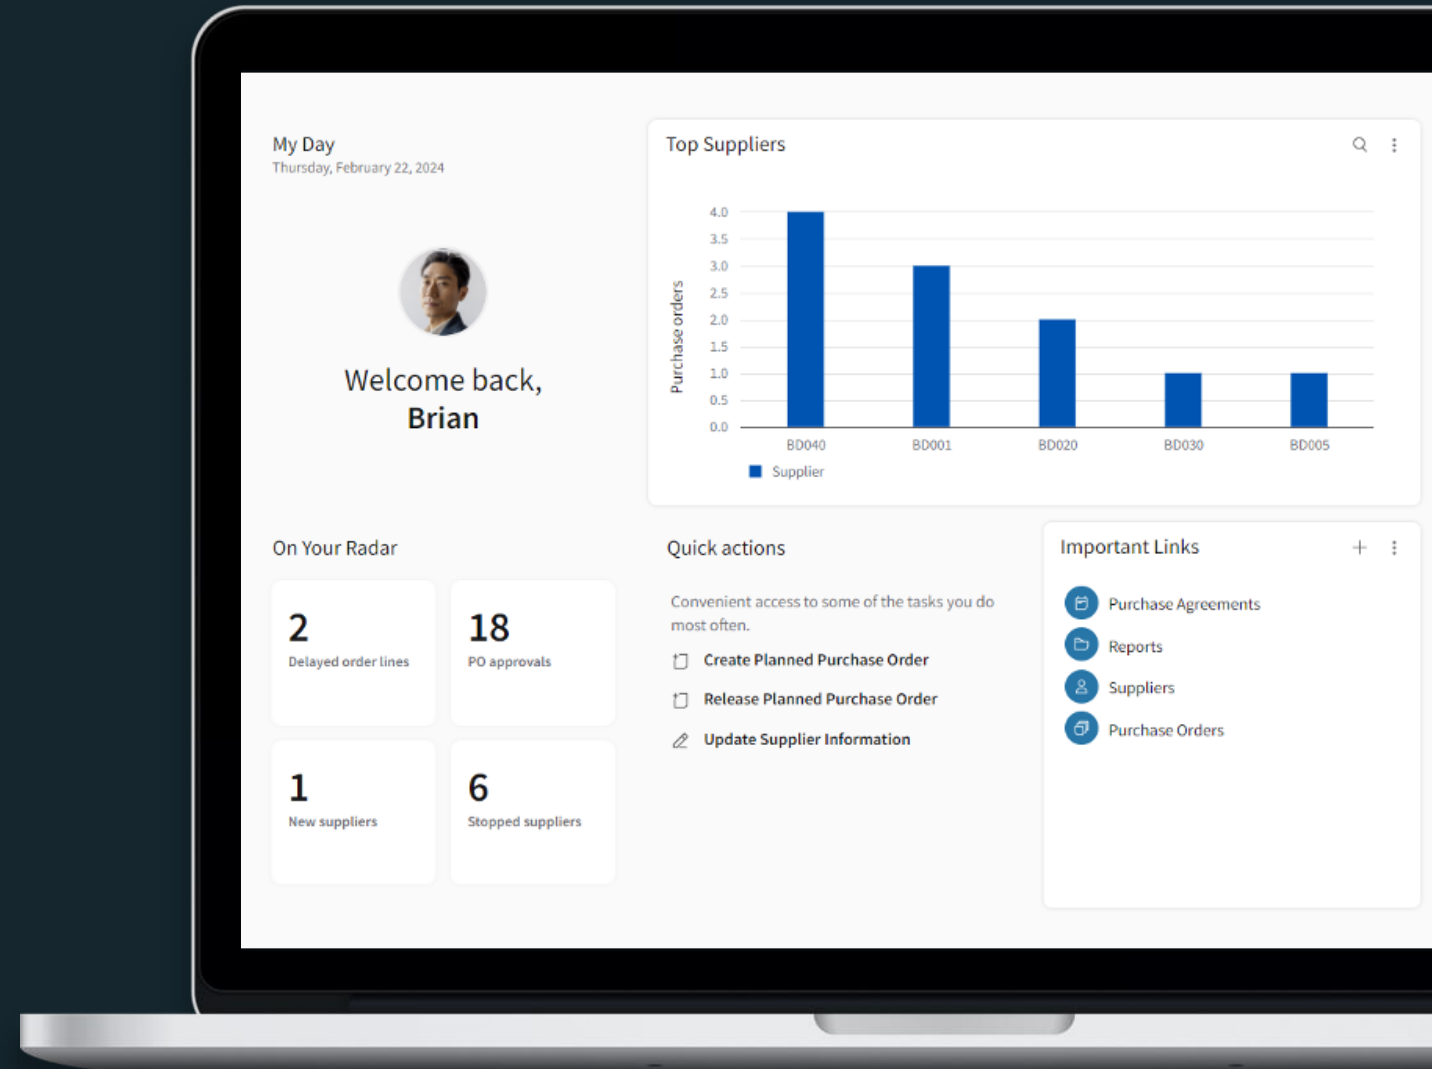 My Day
Thursday, February 22, 2024
Welcome back,
Brian
Top Suppliers
Purchase orders
4.0
3.5
3.0
2.5
2.0
1.5
1.0
0.5
0.0
BD040 BD001 BD020 BD030 BD005
Supplier
On Your Radar
2
Delayed order lines
18
PO approvals
1
New suppliers
6
Stopped suppliers
Quick actions
Convenient access to some of the tasks you do
most often.
Create Planned Purchase Order
Release Planned Purchase Order
Update Supplier Information
Important Links
Purchase Agreements
Reports
Suppliers
Purchase Orders